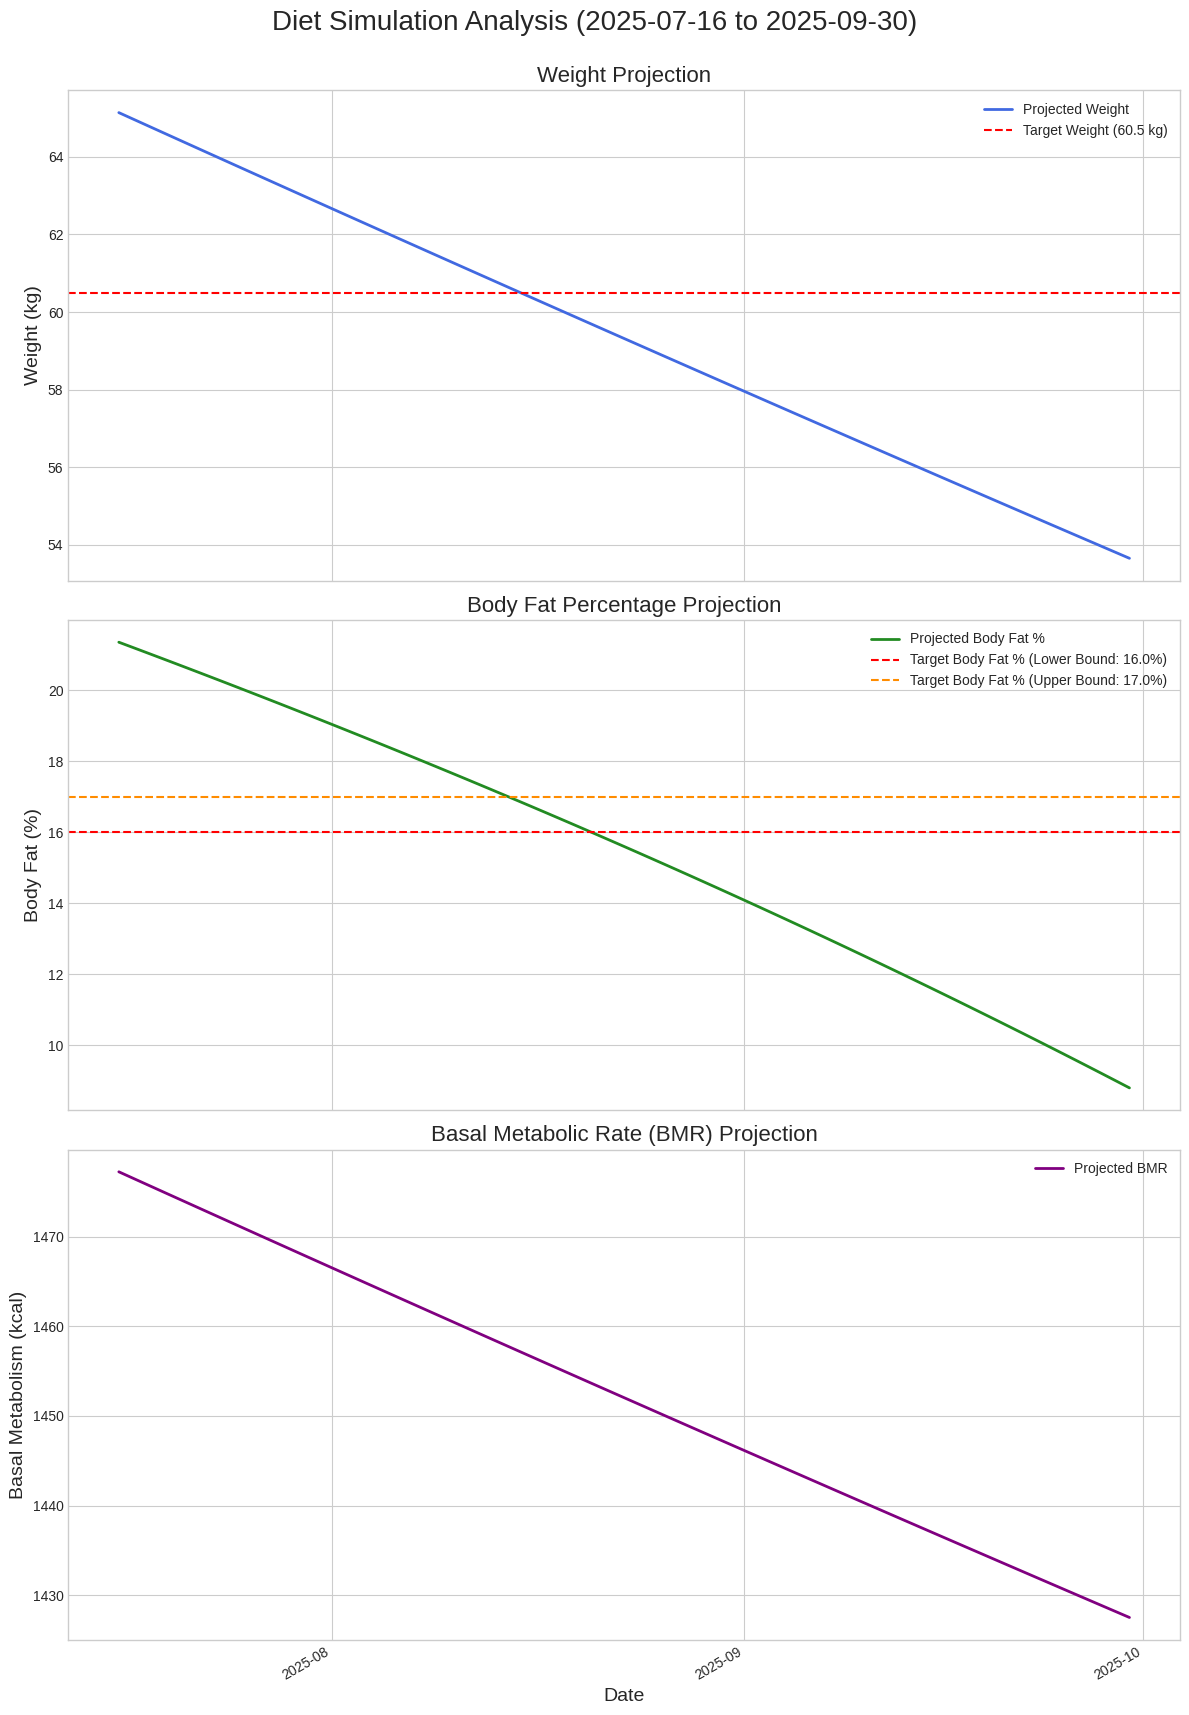 Diet Simulation Analysis (2025-07-16 to 2025-09-30)
Weight Projection
Projected Weight
Target Weight (60.5 kg)
Weight (kg)
64
62
60
58
56
54
Body Fat Percentage Projection
Projected Body Fat %
Target Body Fat % (Lower Bound: 16.0%)
Target Body Fat % (Upper Bound: 17.0%)
Body Fat (%)
20
18
16
14
12
10
Basal Metabolic Rate (BMR) Projection
Projected BMR
Basal Metabolism (kcal)
1470
1460
1450
1440
1430
2025-08
2025-09
2025-10
Date